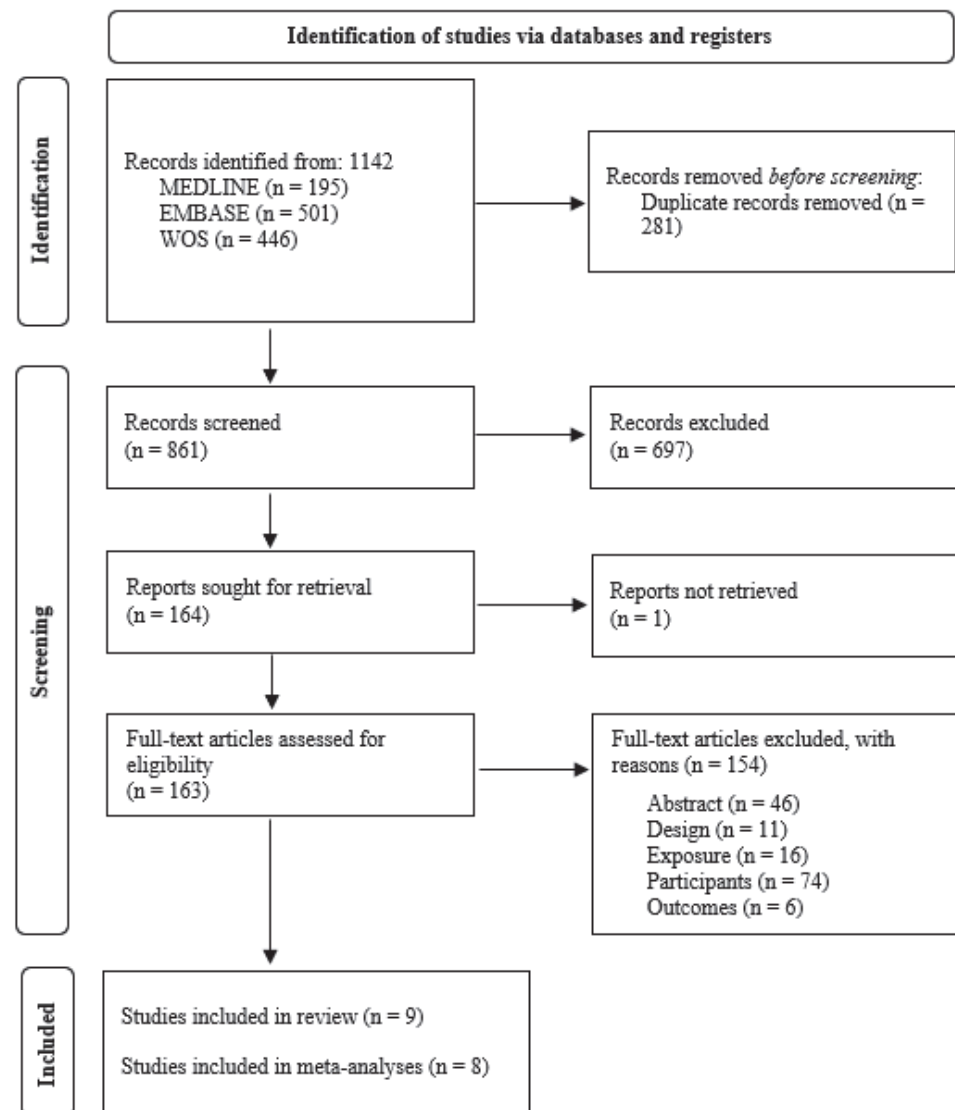 Identification of studies via databases and registers
Identification
Records identified from: 1142
MEDLINE (n = 195)
EMBASE (n = 501)
WOS (n = 446)
Records removed before screening:
Duplicate records removed (n =
281)
Screening
Records screened
(n = 861)
Records excluded
(n = 697)
Reports sought for retrieval
(n = 164)
Reports not retrieved
(n = 1)
Full-text articles assessed for
eligibility
(n = 163)
Full-text articles excluded, with
reasons (n = 154)
Abstract (n = 46)
Design (n = 11)
Exposure (n = 16)
Participants (n = 74)
Outcomes (n = 6)
Included
Studies included in review (n = 9)
Studies included in meta-analyses (n = 8)